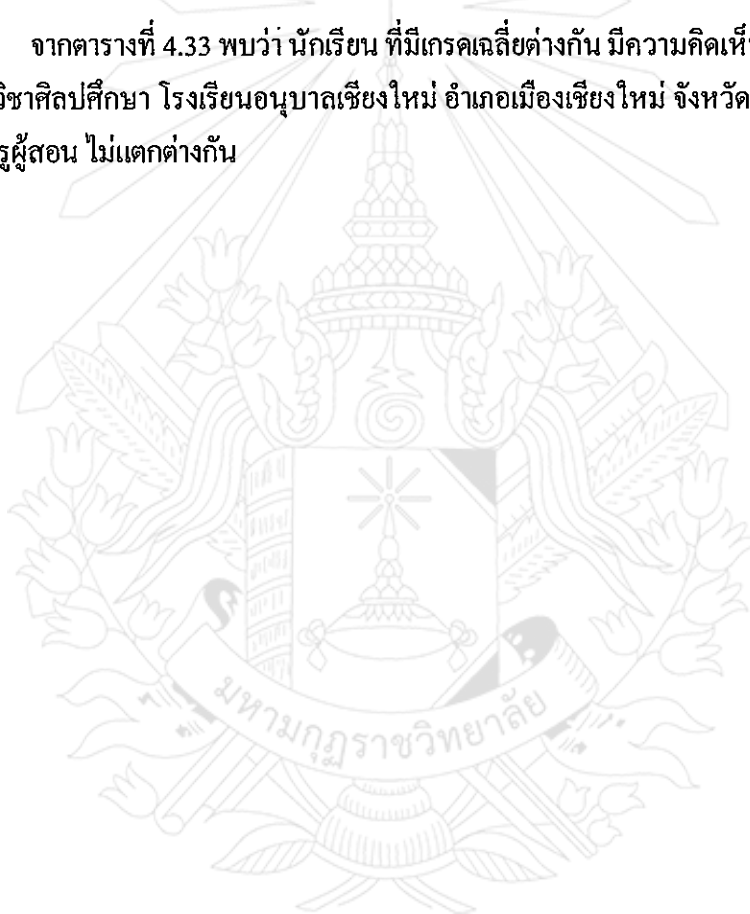 จากตารางที่ 4.33 พบว่า นักเรียน ที่มีเกรดเฉลี่ยต่างกัน มีความคิดเห็
วิชาศิลปศึกษา โรงเรียนอนุบาลเชียงใหม่ อำเภอเมืองเชียงใหม่ จังหวัด
รูผู้สอน ไม่แตกต่างกัน
มหามกุฏราชวิทยาลัย